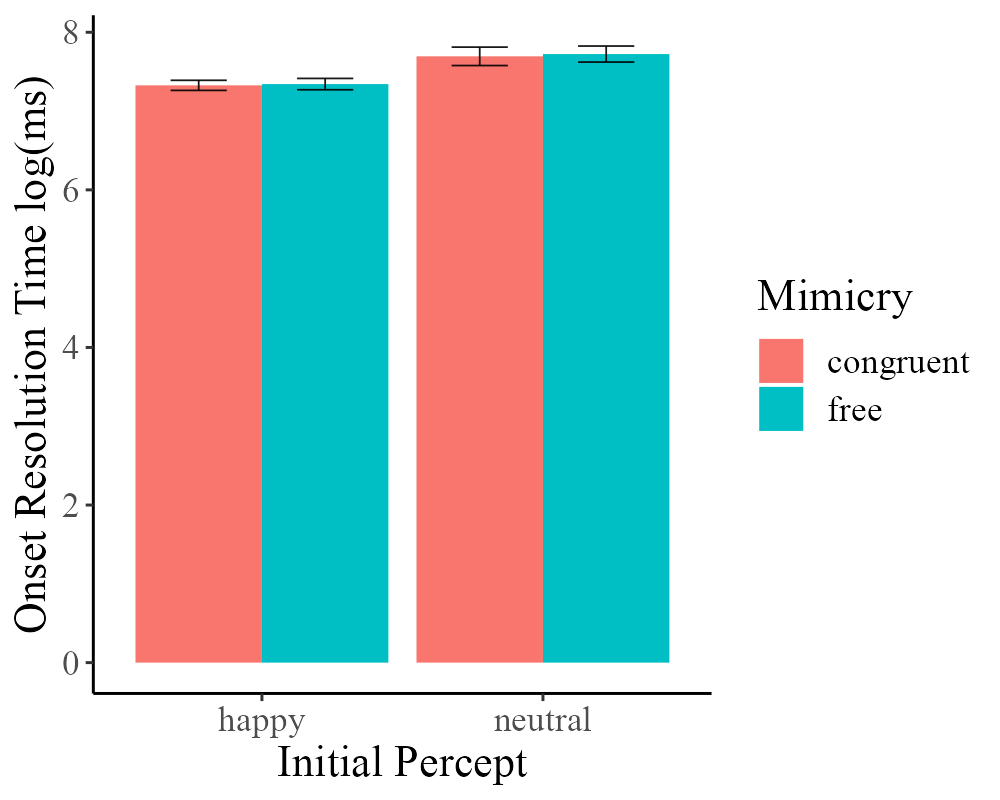 Onset Resolution Time log(ms)
8
6
4
2
0
happy
neutral
Initial Percept
Mimicry
congruent
free